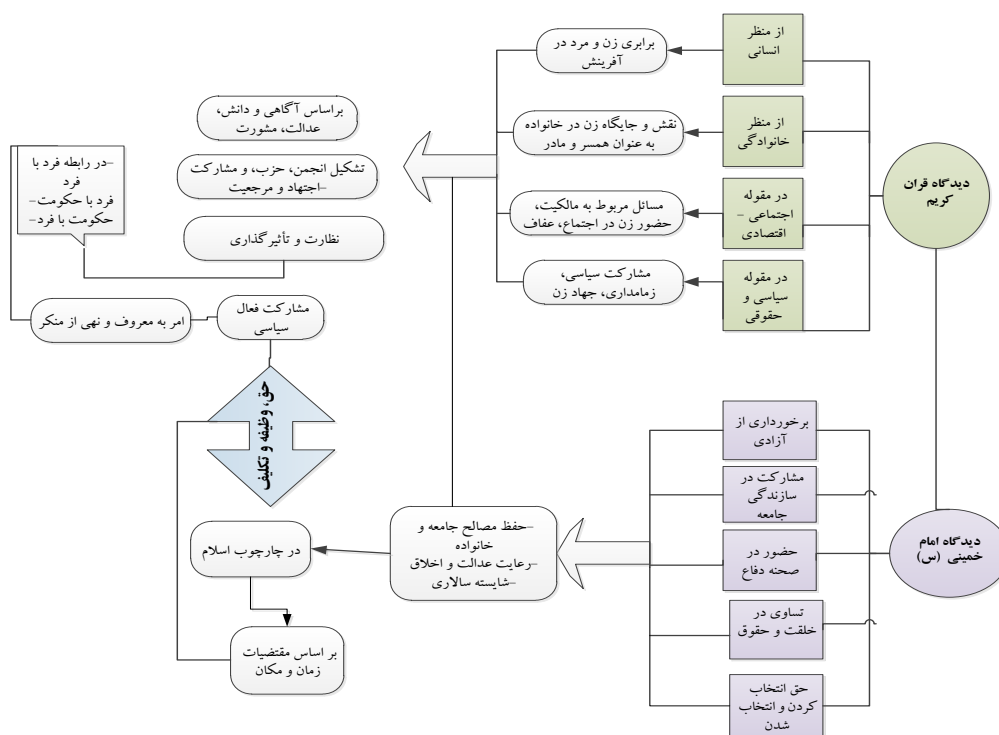 دیدگاه قران
کریم
از منظر
انسانی
برابری زن و مرد در
آفرینش
از منظر
خانوادگی
نقش و جایگاه زن در خانواده
به عنوان همسر و مادر
در مقوله
اجتماعی –
اقتصادی
مسائل مربوط به مالکیت،
حضور زن در اجتماع، عفاف
در مقوله
سیاسی و
حقوقی
مشارکت سیاسی،
زمامداری، جهاد زن
براساس آگاهی و دانش،
عدالت، مشورت
تشکیل انجمن، حزب، و مشارکت
–اجتهاد و مرجعیت
نظارت و تأثیرگذاری
–در رابطه فرد با
فرد
فرد با حکومت–
حکومت با فرد–
مشارکت فعال
سیاسی
امر به معروف و نهی از منکر
حق، وظیفه و تکلیف
دیدگاه امام
خمینی (س)
برخورداری از
آزادی
مشارکت در
سازندگی
جامعه
حضور در
صحنه دفاع
تساوی در
خلقت و حقوق
حق انتخاب
کردن و انتخاب
شدن
–حفظ مصالح جامعه و
خانواده
–رعایت عدالت و اخلاق
–شایسته سالاری
در چارچوب اسلام
بر اساس مقتضیات
زمان و مکان